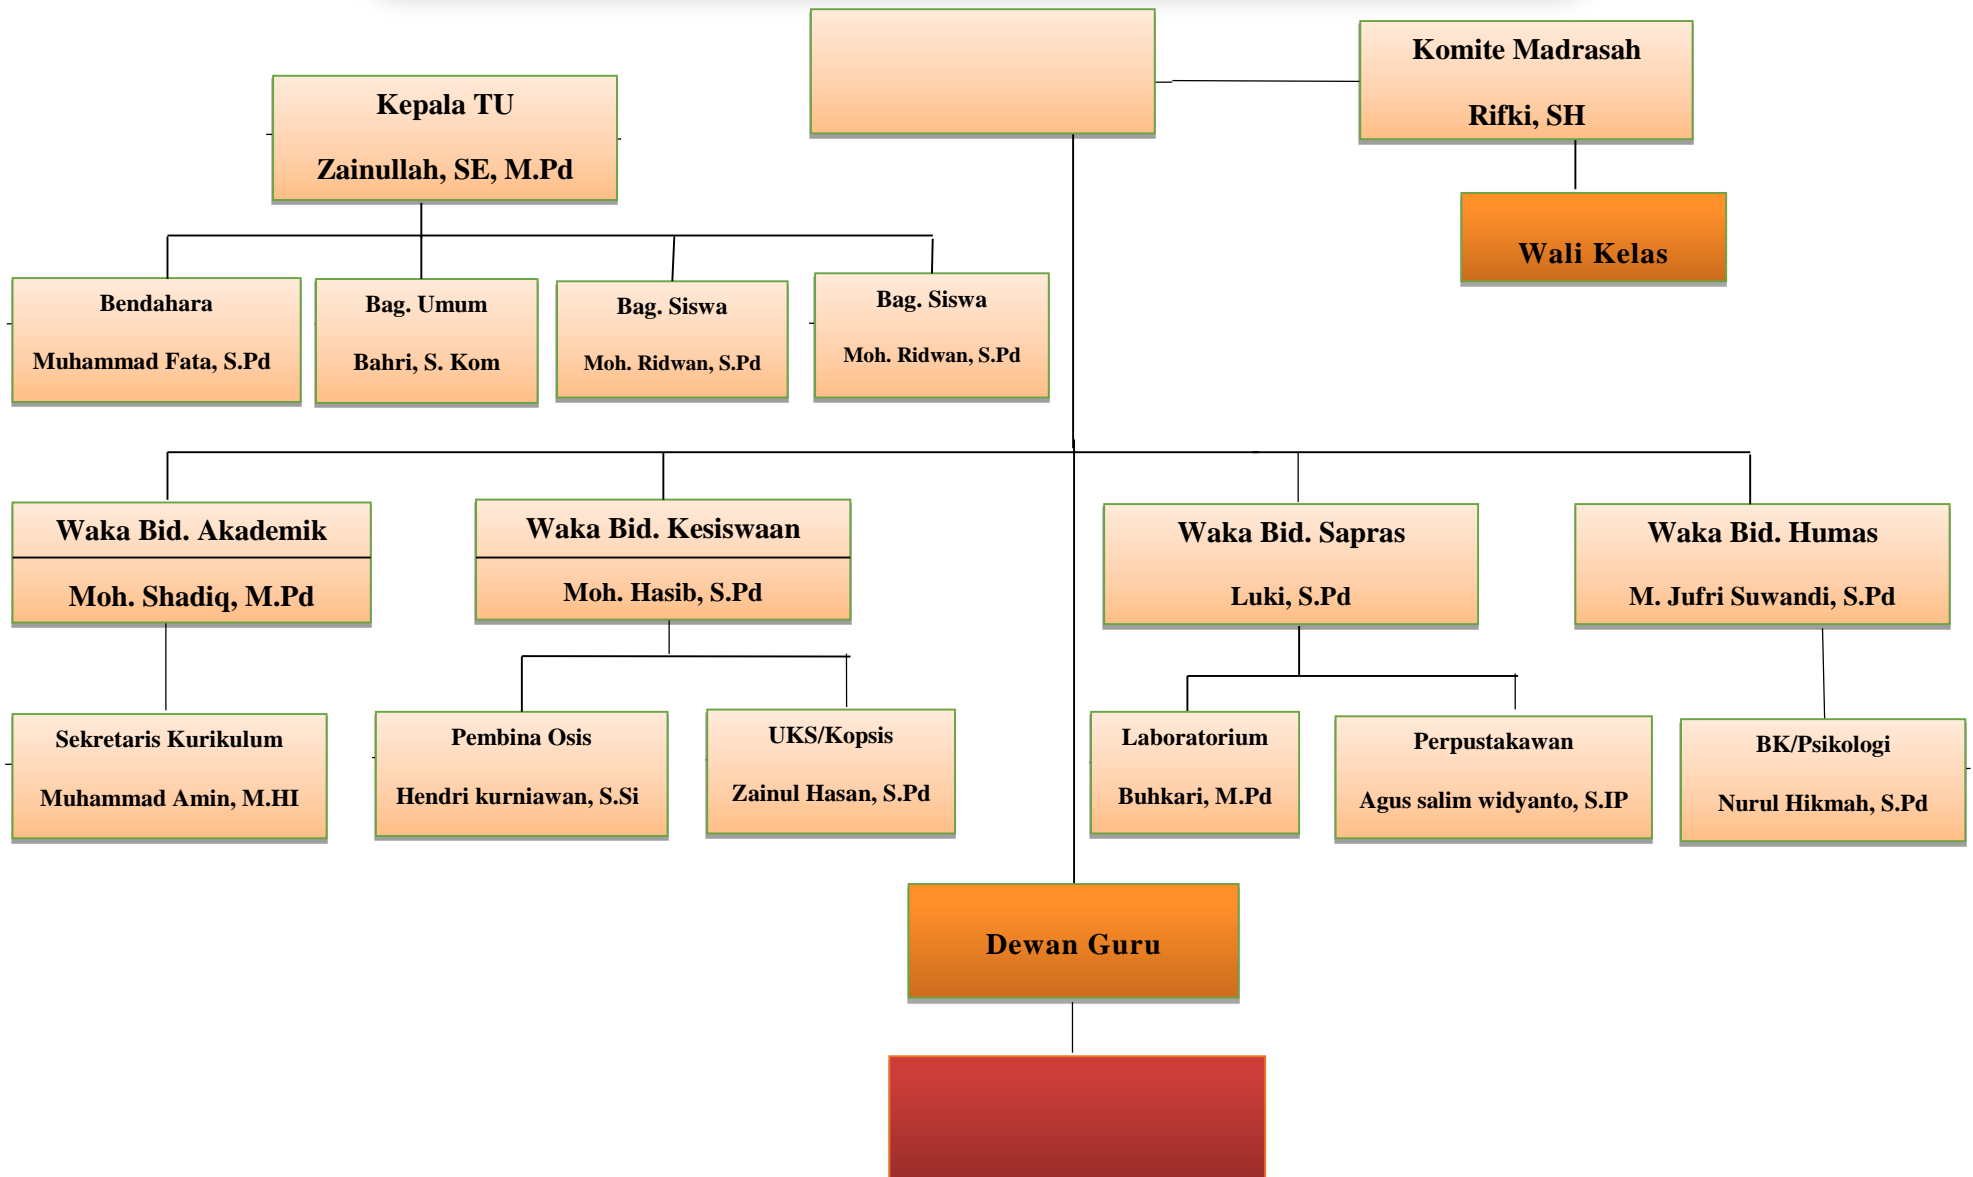 Komite Madrasah
Rifki, SH
Kepala TU
Zainullah, SE, M.Pd
Wali Kelas
Bendahara
Muhammad Fata, S.Pd
Bag. Umum
Bahri, S. Kom
Bag. Siswa
Moh. Ridwan, S.Pd
Bag. Siswa
Moh. Ridwan, S.Pd
Waka Bid. Akademik
Moh. Shadiq, M.Pd
Waka Bid. Kesiswaan
Moh. Hasib, S.Pd
Waka Bid. Sapras
Luki, S.Pd
Waka Bid. Humas
M. Jufri Suwandi, S.Pd
Sekretaris Kurikulum
Muhammad Amin, M.HI
Pembina Osis
Hendri kurniawan, S.Si
UKS/Kopsis
Zainul Hasan, S.Pd
Laboratorium
Buhkari, M.Pd
Perpustakawan
Agus salim widyanto, S.IP
BK/Psikologi
Nurul Hikmah, S.Pd
Dewan Guru